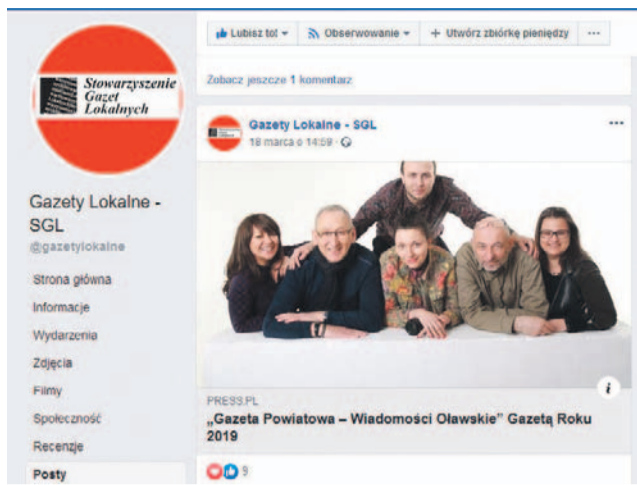 Lubisz to! Obserwowanie + Utwórz zbiórkę pieniędzy ...
Stowarzyszenie
Gazet
Lokalnych
Zobacz jeszcze 1 komentarz
Gazety Lokalne - SGL
18 marca o 14:59
Gazety Lokalne -
SGL
@gazetylokalne
Strona główna
Informacje
Wydarzenia
Zdjęcia
Filmy
Społeczność
Recenzje
Posty
PRESS.PL
„Gazeta Powiatowa – Wiadomości Oławskie” Gazetą Roku
2019
9